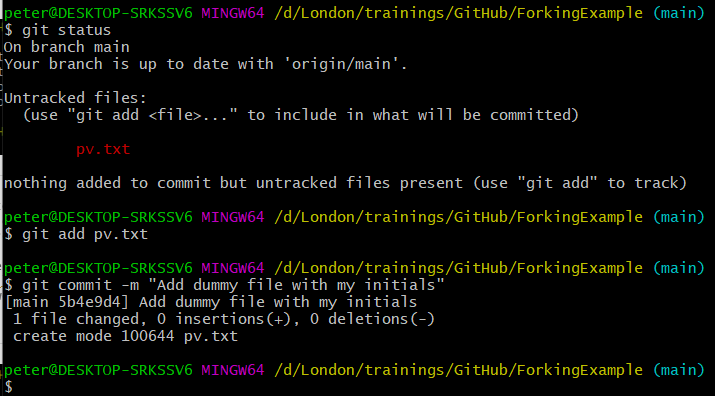 peter@DESKTOP-SRKSSV6 MINGW64 /d/London/trainings/GitHub/ForkingExample (main)
$ git status
On branch main
Your branch is up to date with 'origin/main'.
Untracked files:
  (use "git add <file>..." to include in what will be committed)
        pv.txt
nothing added to commit but untracked files present (use "git add" to track)
peter@DESKTOP-SRKSSV6 MINGW64 /d/London/trainings/GitHub/ForkingExample (main)
$ git add pv.txt
peter@DESKTOP-SRKSSV6 MINGW64 /d/London/trainings/GitHub/ForkingExample (main)
$ git commit -m "Add dummy file with my initials"
[main 5b4e9d4] Add dummy file with my initials
 1 file changed, 0 insertions(+), 0 deletions(-)
 create mode 100644 pv.txt
peter@DESKTOP-SRKSSV6 MINGW64 /d/London/trainings/GitHub/ForkingExample (main)
$